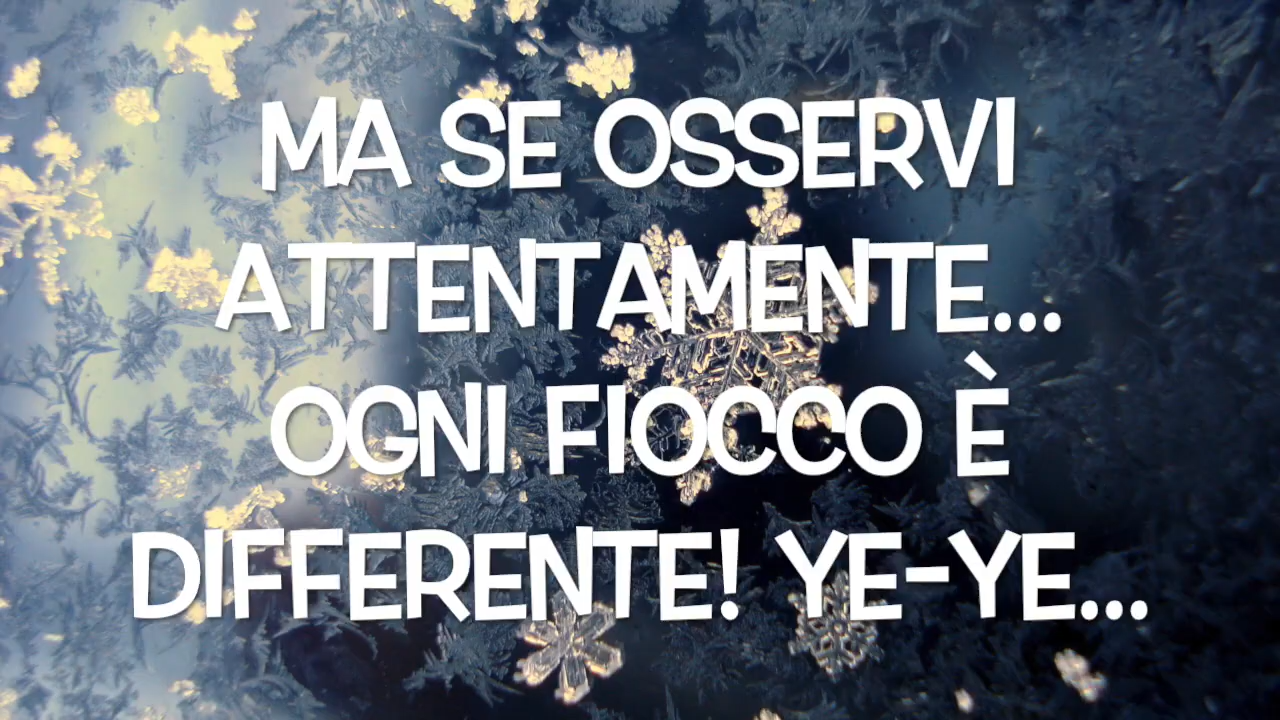 MA SE OSSERVI
ATTENTAMENTE...
OGNI FIOCCO È
DIFFERENTE! YE-YE...